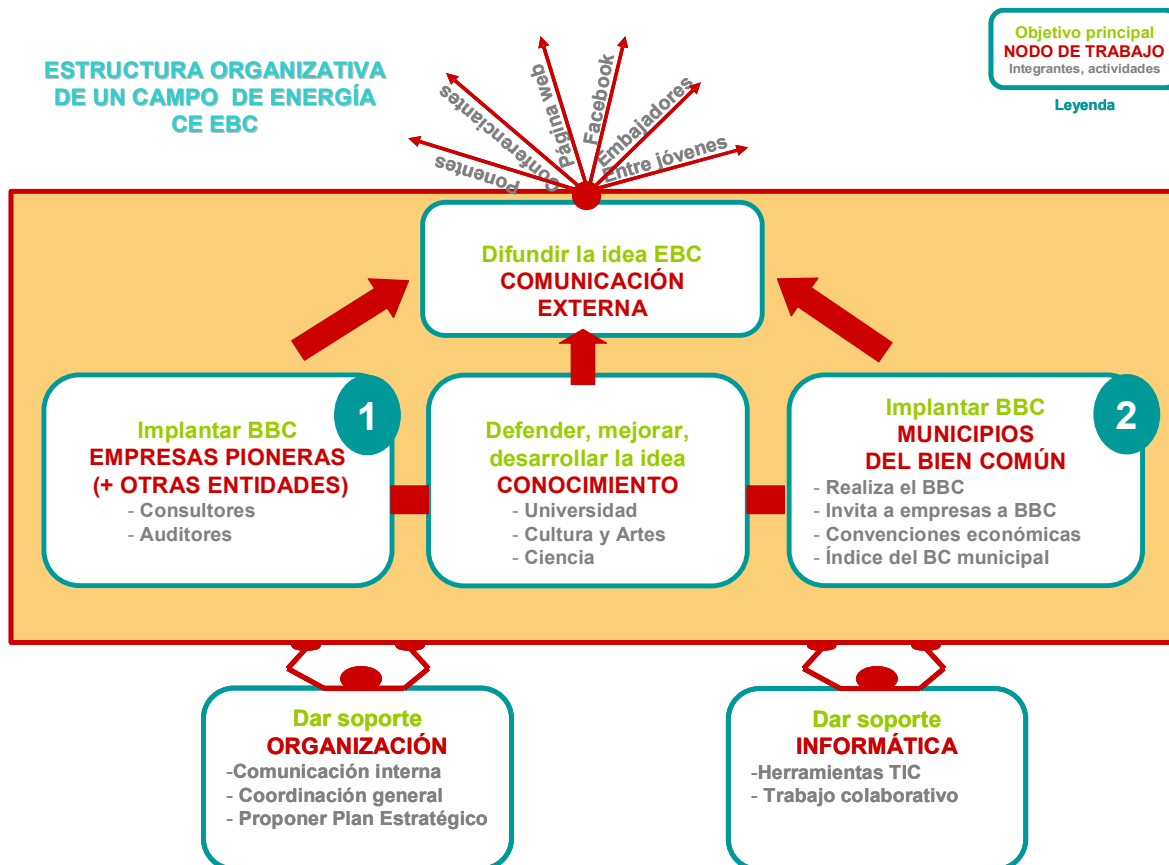 ESTRUCTURA ORGANIZATIVA
DE UN CAMPO DE ENERGÍA
CE EBC
Objetivo principal
NODO DE TRABAJO
Integrantes, actividades
Leyenda
Ponentes
Conferenciantes
Página web
Facebook
Embajadores
Entre jóvenes
Difundir la idea EBC
COMUNICACIÓN
EXTERNA
1
Implantar BBC
EMPRESAS PIONERAS
(+ OTRAS ENTIDADES)
- Consultores
- Auditores
Defender, mejorar,
desarrollar la idea
CONOCIMIENTO
- Universidad
- Cultura y Artes
- Ciencia
2
Implantar BBC
MUNICIPIOS
DEL BIEN COMÚN
- Realiza el BBC
- Invita a empresas a BBC
- Convenciones económicas
- Índice del BC municipal
Dar soporte
ORGANIZACIÓN
-Comunicación interna
- Coordinación general
- Proponer Plan Estratégico
Dar soporte
INFORMÁTICA
-Herramientas TIC
- Trabajo colaborativo